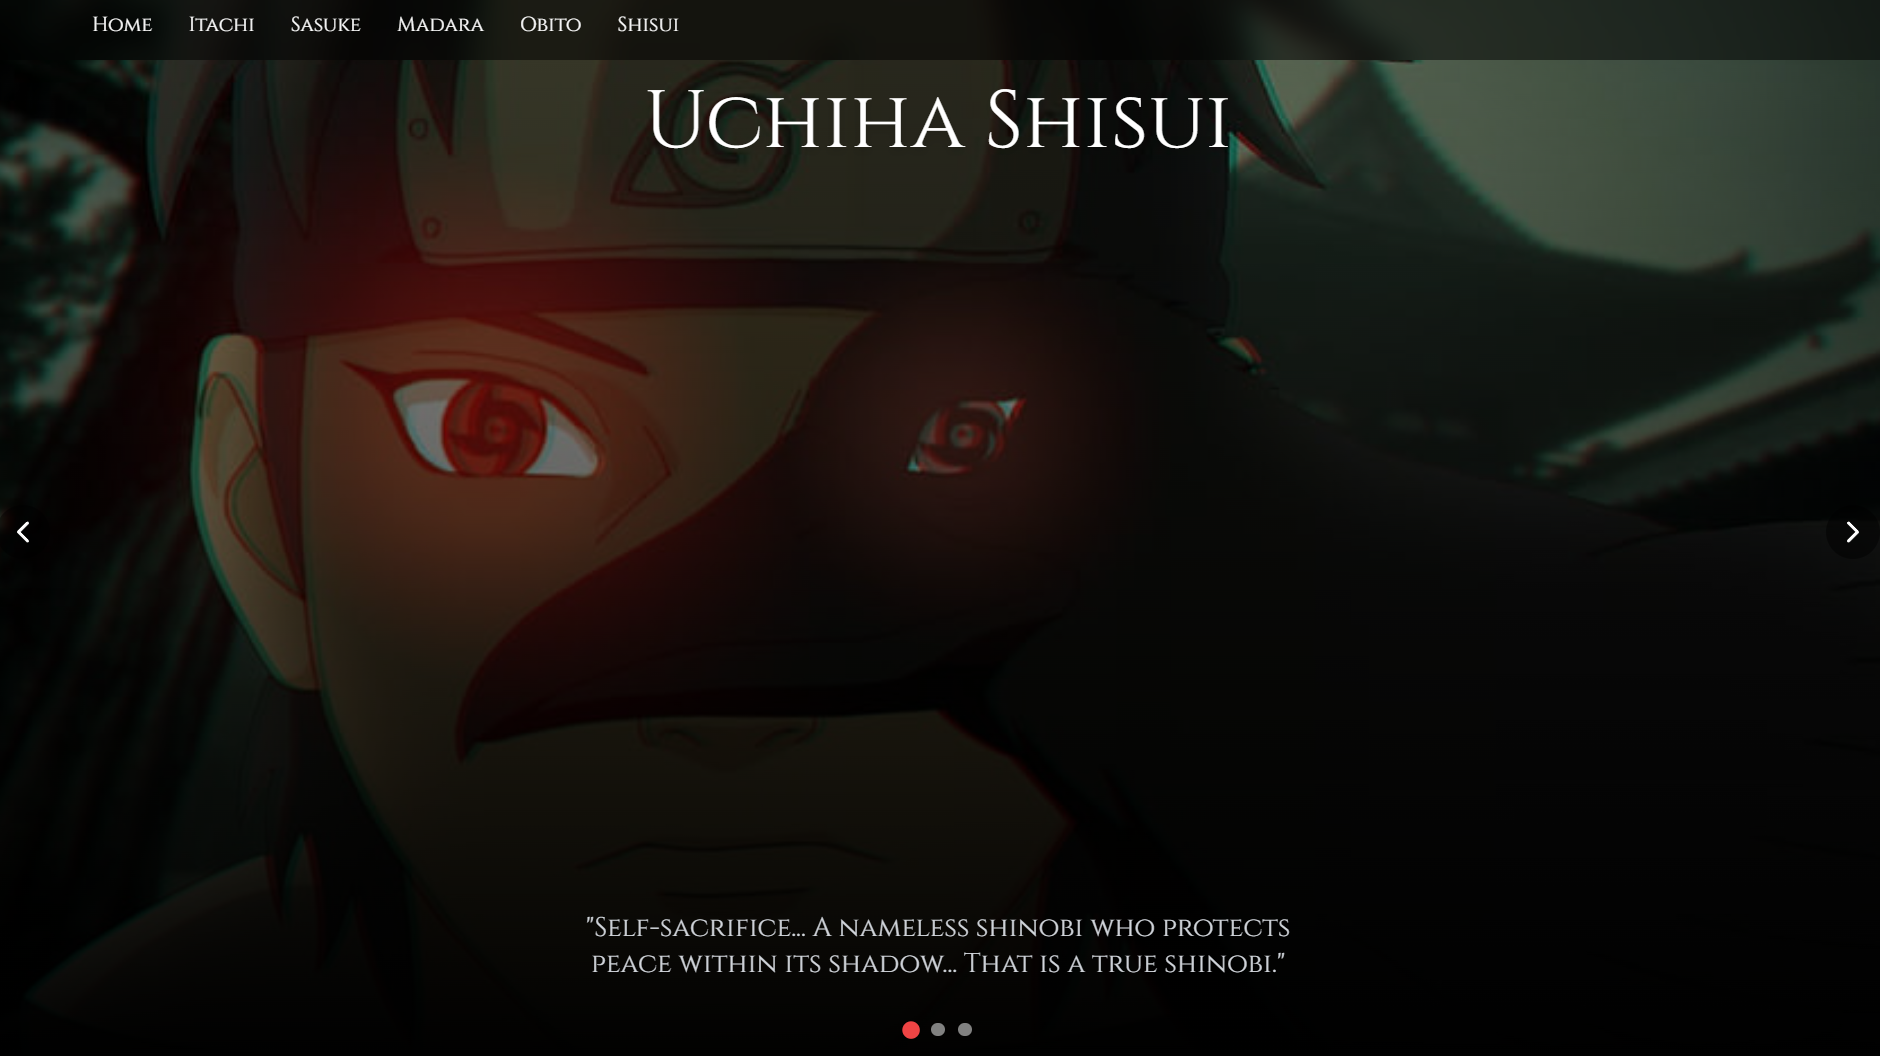 Home Itachi Sasuke Madara Obito Shisui
Uchiha Shisui
"Self-sacrifice... A nameless shinobi who protects
peace within its shadow... That is a true shinobi."